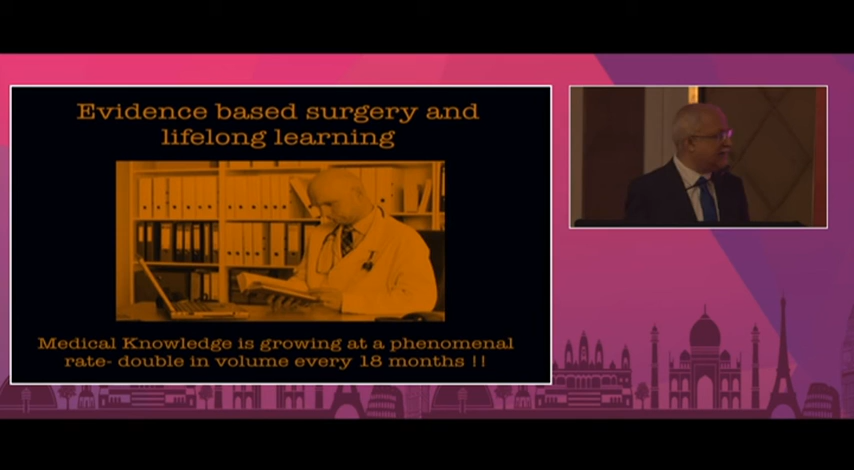 Evidence based surgery and
lifelong learning
Medical Knowledge is growing at a phenomenal
rate- double in volume every 18 months !!